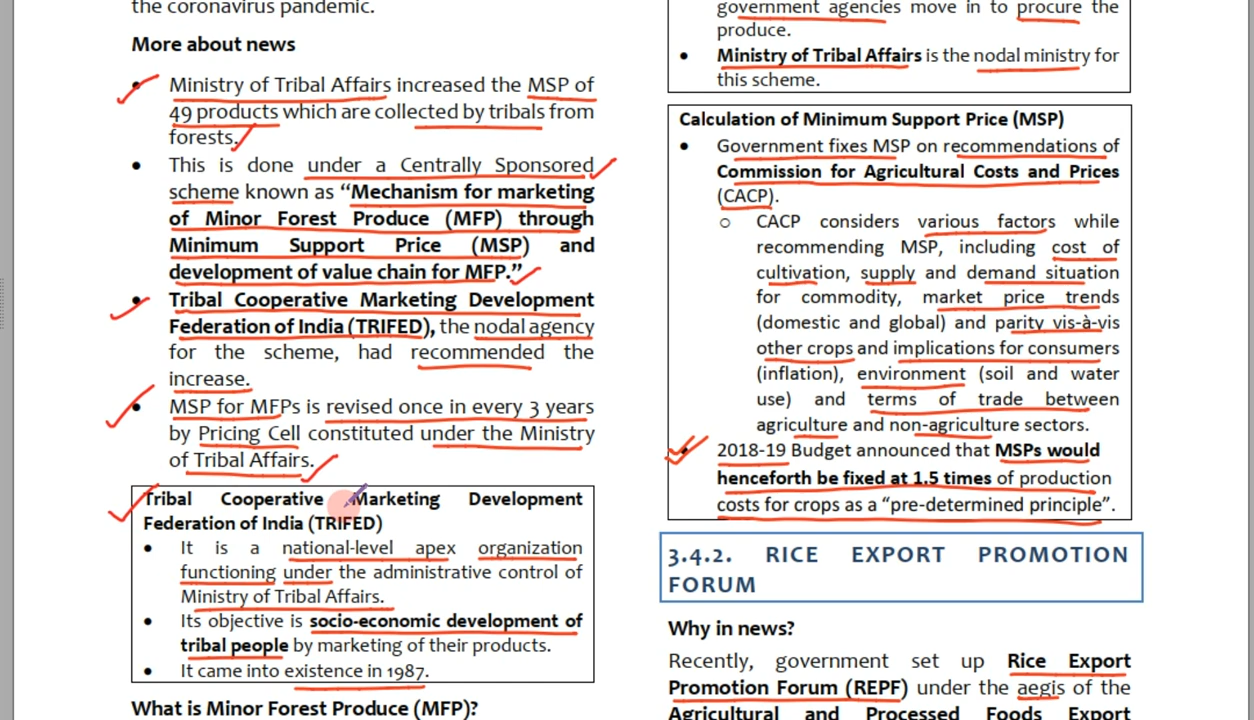 the coronavirus pandemic.
More about news
• Ministry of Tribal Affairs increased the MSP of
49 products which are collected by tribals from
forests.
• This is done under a Centrally Sponsored
scheme known as “Mechanism for marketing
of Minor Forest Produce (MFP) through
Minimum Support Price (MSP) and
development of value chain for MFP.”
• Tribal Cooperative Marketing Development
Federation of India (TRIFED), the nodal agency
for the scheme, had recommended the
increase.
• MSP for MFPs is revised once in every 3 years
by Pricing Cell constituted under the Ministry
of Tribal Affairs.
Tribal Cooperative Marketing Development
Federation of India (TRIFED)
• It is a national-level apex organization
functioning under the administrative control of
Ministry of Tribal Affairs.
• Its objective is socio-economic development of
tribal people by marketing of their products.
• It came into existence in 1987.
What is Minor Forest Produce (MFP)?
government agencies move in to procure the
produce.
• Ministry of Tribal Affairs is the nodal ministry for
this scheme.
Calculation of Minimum Support Price (MSP)
• Government fixes MSP on recommendations of
Commission for Agricultural Costs and Prices
(CACP).
o CACP considers various factors while
recommending MSP, including cost of
cultivation, supply and demand situation
for commodity, market price trends
(domestic and global) and parity vis-à-vis
other crops and implications for consumers
(inflation), environment (soil and water
use) and terms of trade between
agriculture and non-agriculture sectors.
• 2018-19 Budget announced that MSPs would
henceforth be fixed at 1.5 times of production
costs for crops as a “pre-determined principle”.
3.4.2. RICE EXPORT PROMOTION
FORUM
Why in news?
Recently, government set up Rice Export
Promotion Forum (REPF) under the aegis of the
Agricultural and Processed Foods Export